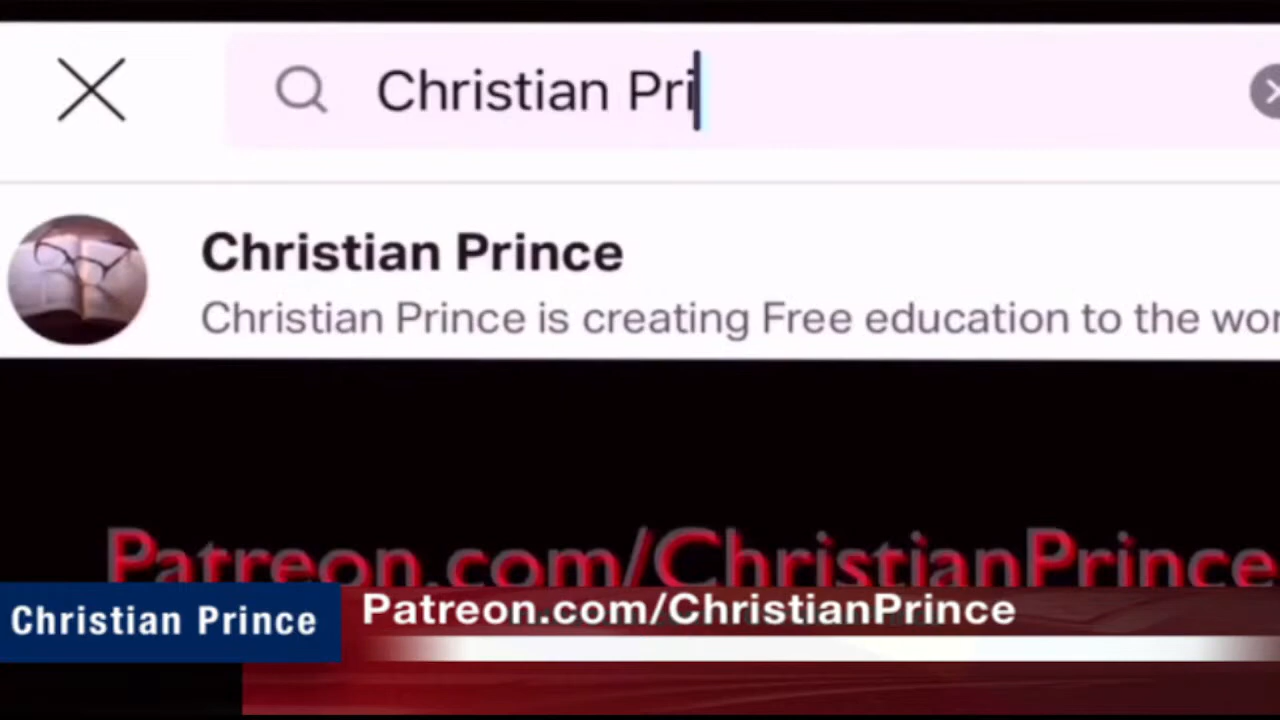 Christian Pri
Christian Prince
Christian Prince is creating Free education to the wor
Patreon.com/ChristianPrince
Christian Prince
Patreon.com/ChristianPrince